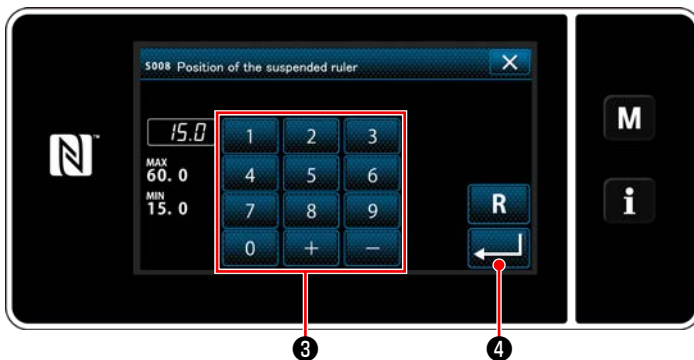 S008 Position of the suspended ruler
15.0
1 2 3
MAX
60. 0
4 5 6
MIN
15. 0
7 8 9
R
0 + −
M
i
N
❸
❹